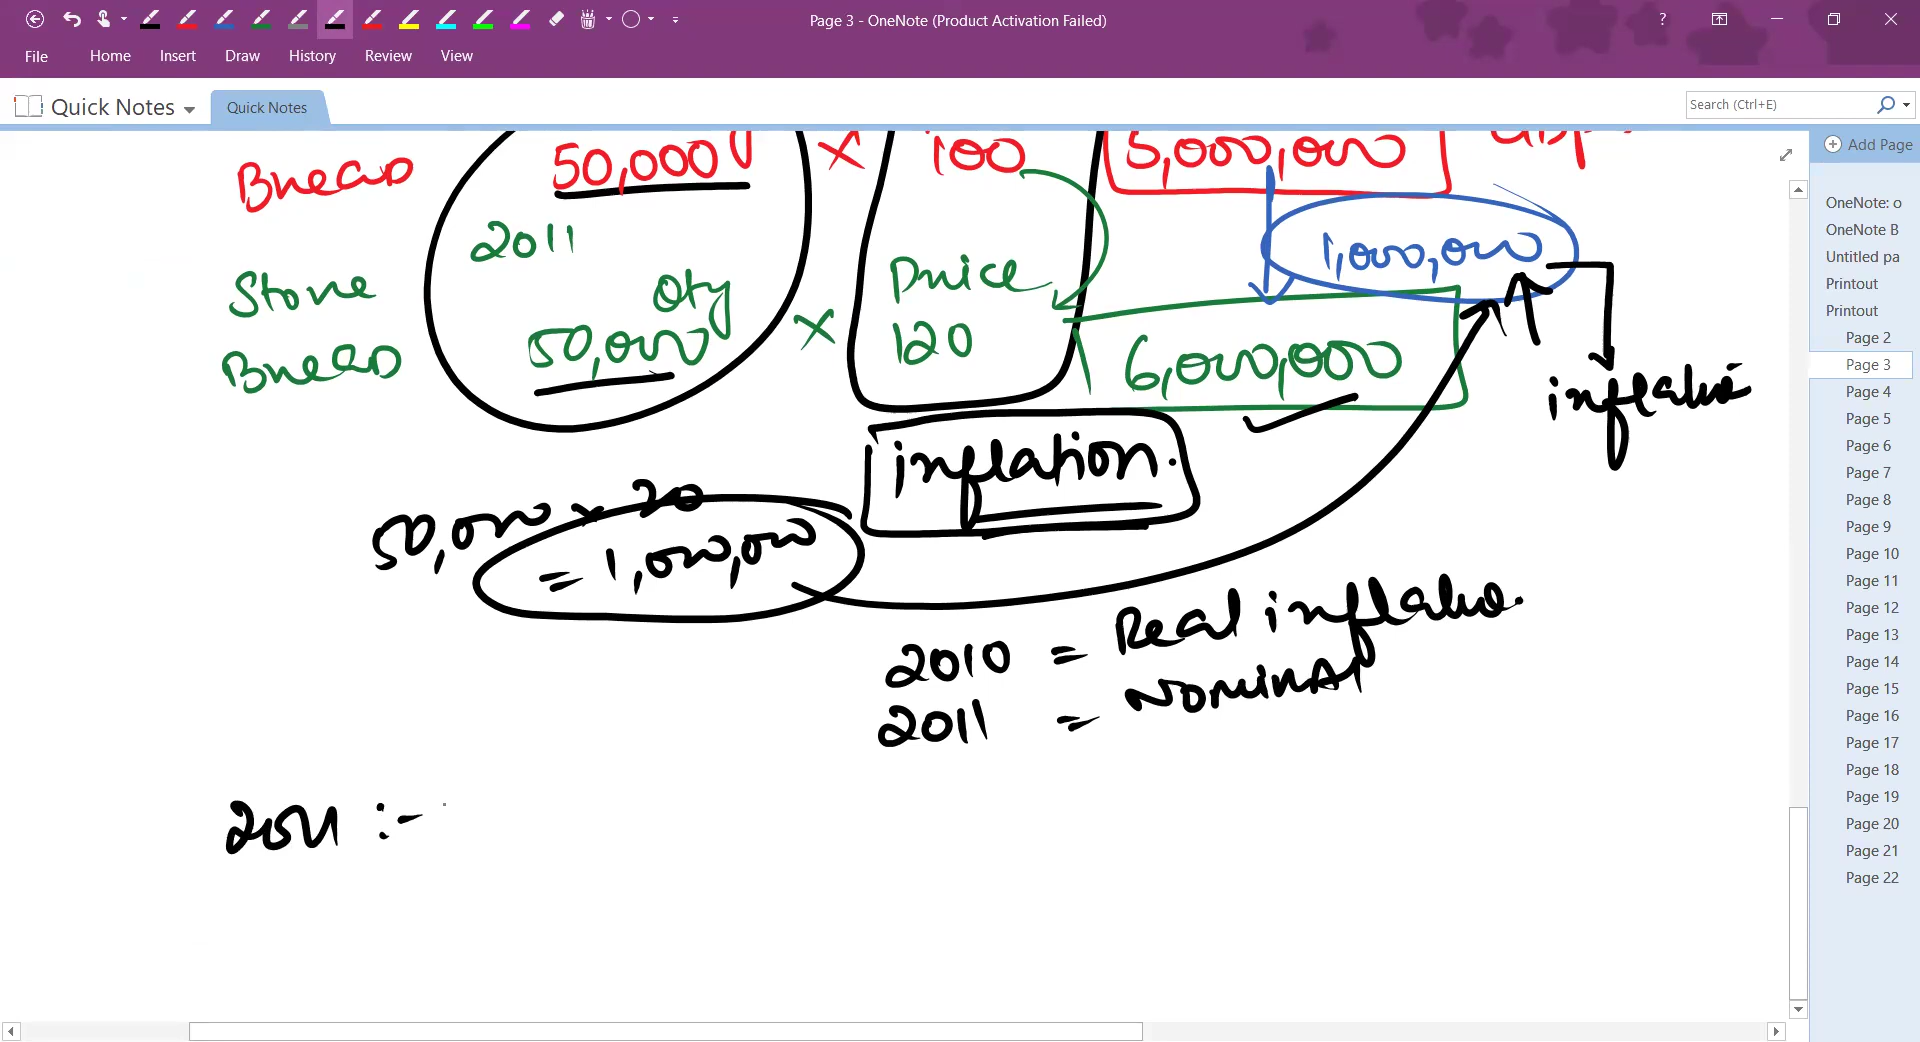 Page 3 - OneNote (Product Activation Failed)
?
File Home Insert Draw History Review View
Quick Notes
Quick Notes
Search (Ctrl+E)
Add Page
OneNote: o
OneNote B
Untitled pa
Printout
Printout
Page 2
Page 3
Page 4
Page 5
Page 6
Page 7
Page 8
Page 9
Page 10
Page 11
Page 12
Page 13
Page 14
Page 15
Page 16
Page 17
Page 18
Page 19
Page 20
Page 21
Page 22
Bread 50,000 × 100 5,000,000
2011 1,000,000
Store Qty Price
Bread 50,000 × 120 6,000,000
inflation.
50,000 × 20
= 1,000,000
2010 = Real
2011 = Nominal
2011 :-